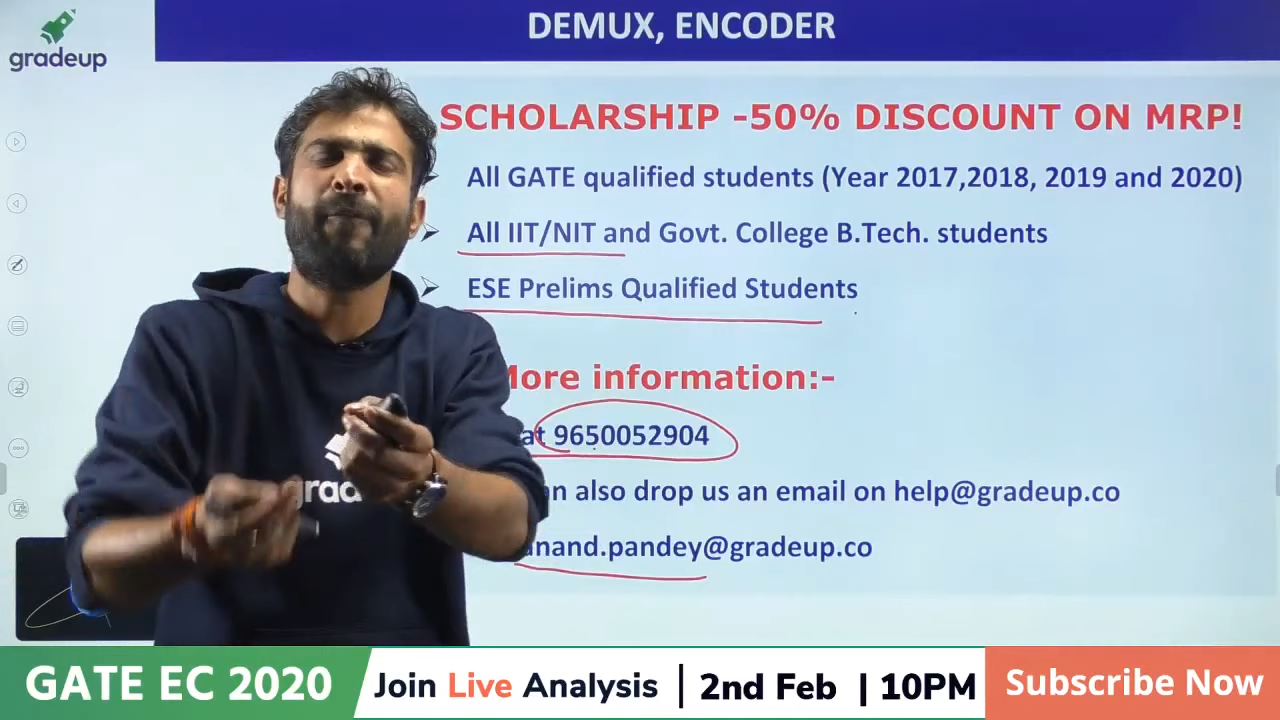 DEMUX, ENCODER
gradeup
SCHOLARSHIP -50% DISCOUNT ON MRP!
All GATE qualified students (Year 2017,2018, 2019 and 2020)
All IIT/NIT and Govt. College B.Tech. students
ESE Prelims Qualified Students
More information:-
at 9650052904
also drop us an email on help@gradeup.co
anand.pandey@gradeup.co
GATE EC 2020
Join Live Analysis | 2nd Feb | 10PM
Subscribe Now